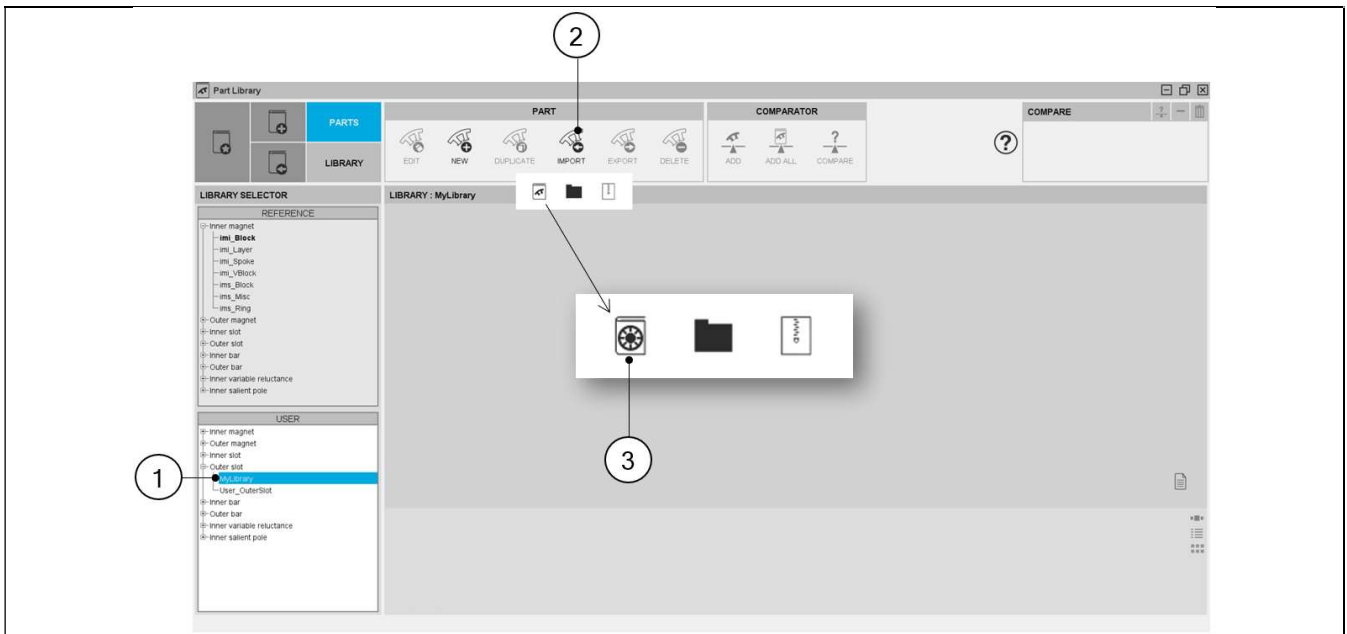 2
Part Library
PARTS
LIBRARY
PART
EDIT
NEW
DUPLICATE
IMPORT
EXPORT
DELETE
COMPARATOR
ADD
ADD ALL
COMPARE
?
COMPARE
LIBRARY SELECTOR
REFERENCE
Inner magnet
imi_Block
imi_Layer
imi_Spoke
imi_VBlock
ims_Block
ims_Misc
ims_Ring
Outer magnet
Inner slot
Outer slot
Inner bar
Outer bar
Inner variable reluctance
Inner salient pole
LIBRARY : MyLibrary
3
USER
Inner magnet
Outer magnet
Inner slot
Outer slot
1
MyLibrary
User_OuterSlot
Inner bar
Outer bar
Inner variable reluctance
Inner salient pole